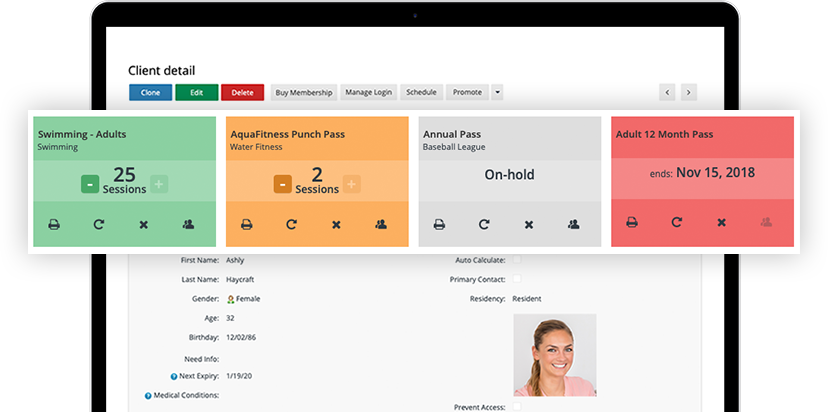 Client detail
Clone Edit Delete Buy Membership Manage Login Schedule Promote
Swimming - Adults
Swimming
- 25 +
Sessions
AquaFitness Punch Pass
Water Fitness
- 2 +
Sessions
Annual Pass
Baseball League
On-hold
Adult 12 Month Pass
ends: Nov 15, 2018
First Name: Ashly
Last Name: Haycraft
Gender: Female
Age: 32
Birthday: 12/02/86
Need Info:
Next Expiry: 1/19/20
Medical Conditions:
Auto Calculate:
Primary Contact:
Residency: Resident
Prevent Access: